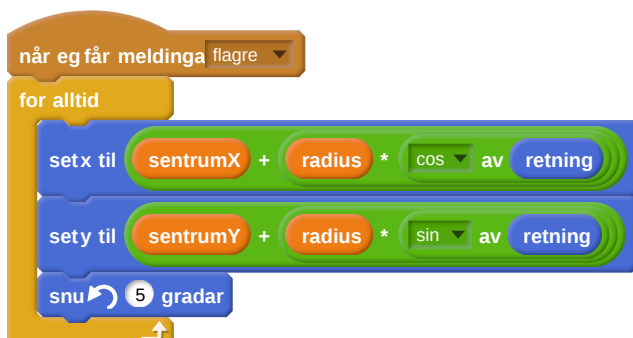 når eg får meldinga flagre
for alltid
set x til sentrumX + radius * cos av retning
set y til sentrumY + radius * sin av retning
snu 5 gradar